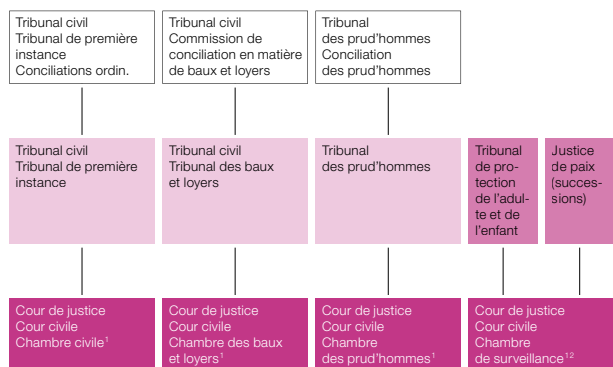 Tribunal civil
Tribunal de première
instance
Conciliations ordin.
Tribunal civil
Commission de
conciliation en matière
de baux et loyers
Tribunal
des prud'hommes
Conciliation
des prud'hommes
Tribunal civil
Tribunal de première
instance
Tribunal civil
Tribunal des baux
et loyers
Tribunal
des prud'hommes
Tribunal
de pro-
tection
de l'adul-
te et de
l'enfant
Justice
de paix
(succes-
sions)
Cour de justice
Cour civile
Chambre civile¹
Cour de justice
Cour civile
Chambre des baux
et loyers¹
Cour de justice
Cour civile
Chambre
des prud'hommes¹
Cour de justice
Cour civile
Chambre
de surveillance¹²